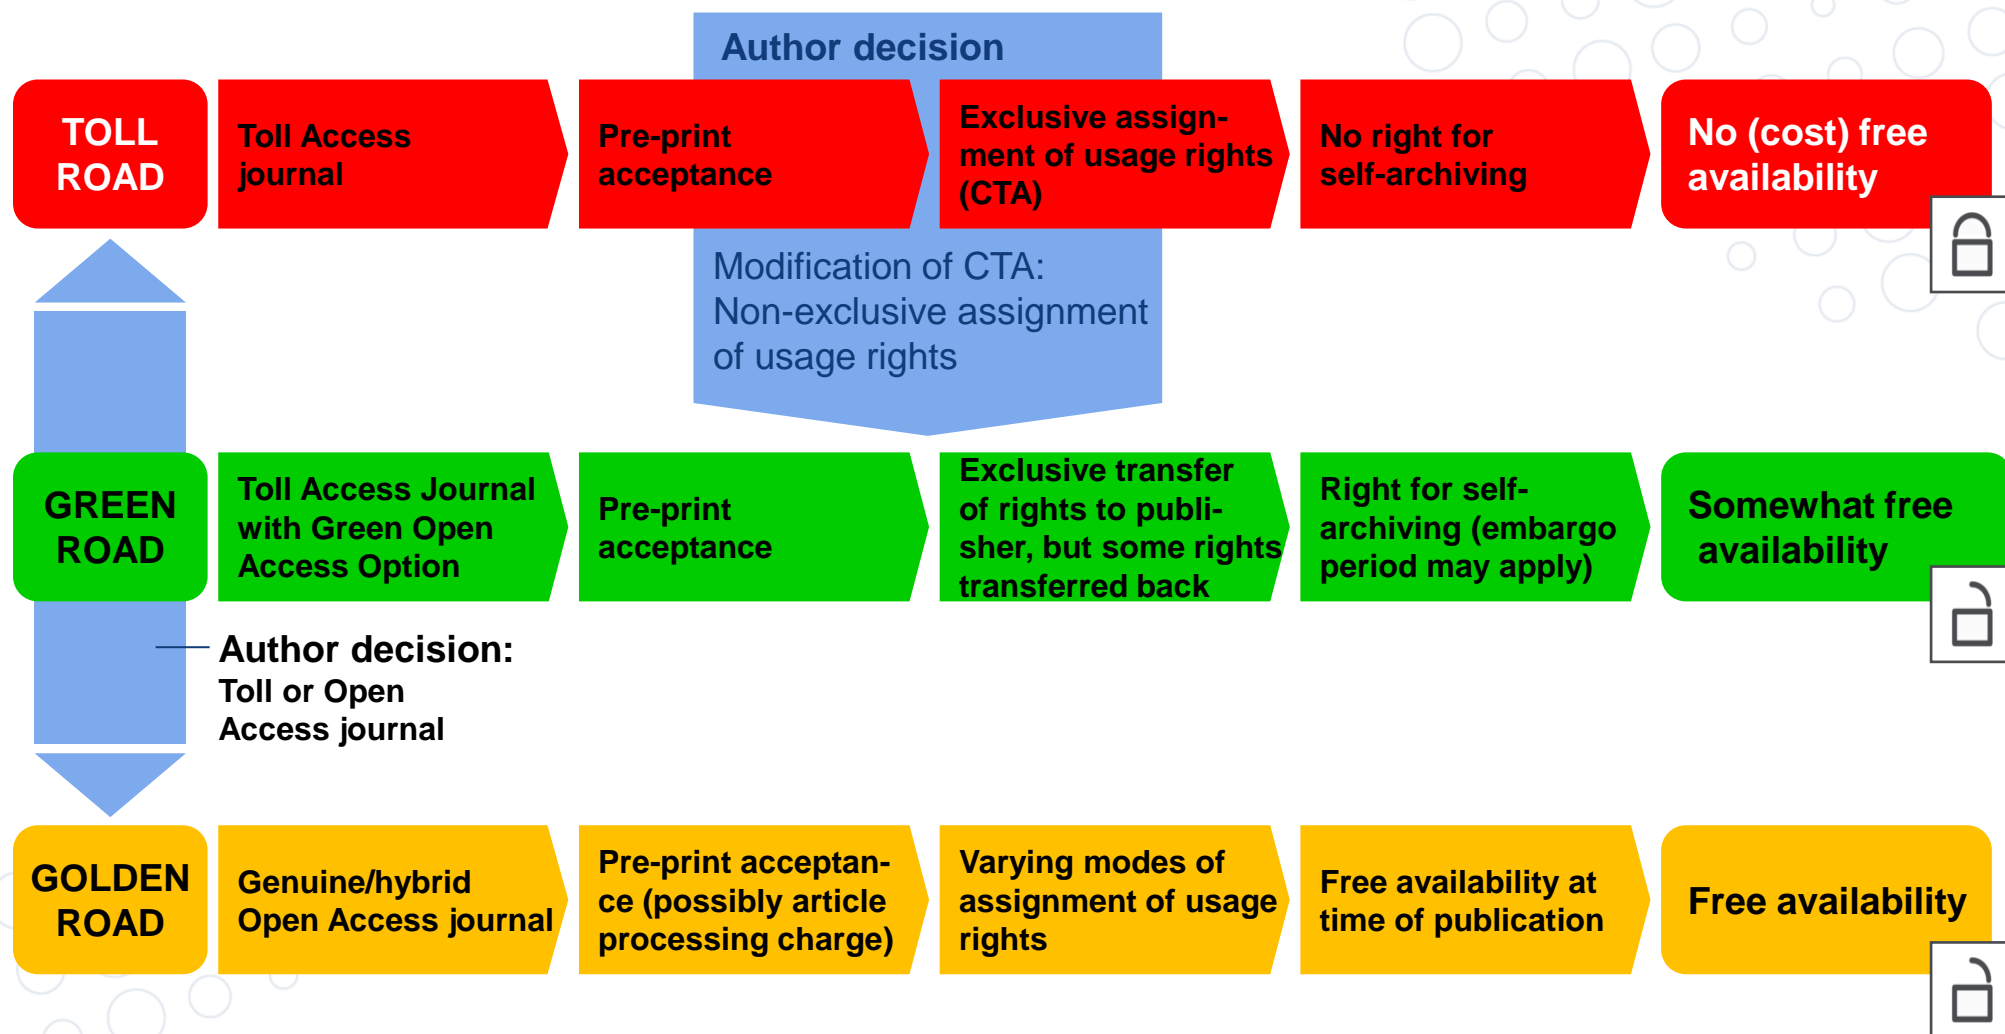 Author decision
TOLL
ROAD
Toll Access
journal
Pre-print
acceptance
Exclusive assign-
ment of usage rights
(CTA)
No right for
self-archiving
No (cost) free
availability
Modification of CTA:
Non-exclusive assignment
of usage rights
GREEN
ROAD
Toll Access Journal
with Green Open
Access Option
Pre-print
acceptance
Exclusive transfer
of rights to publi-
sher, but some rights
transferred back
Right for self-
archiving (embargo
period may apply)
Somewhat free
availability
Author decision:
Toll or Open
Access journal
GOLDEN
ROAD
Genuine/hybrid
Open Access journal
Pre-print acceptan-
ce (possibly article
processing charge)
Varying modes of
assignment of usage
rights
Free availability at
time of publication
Free availability